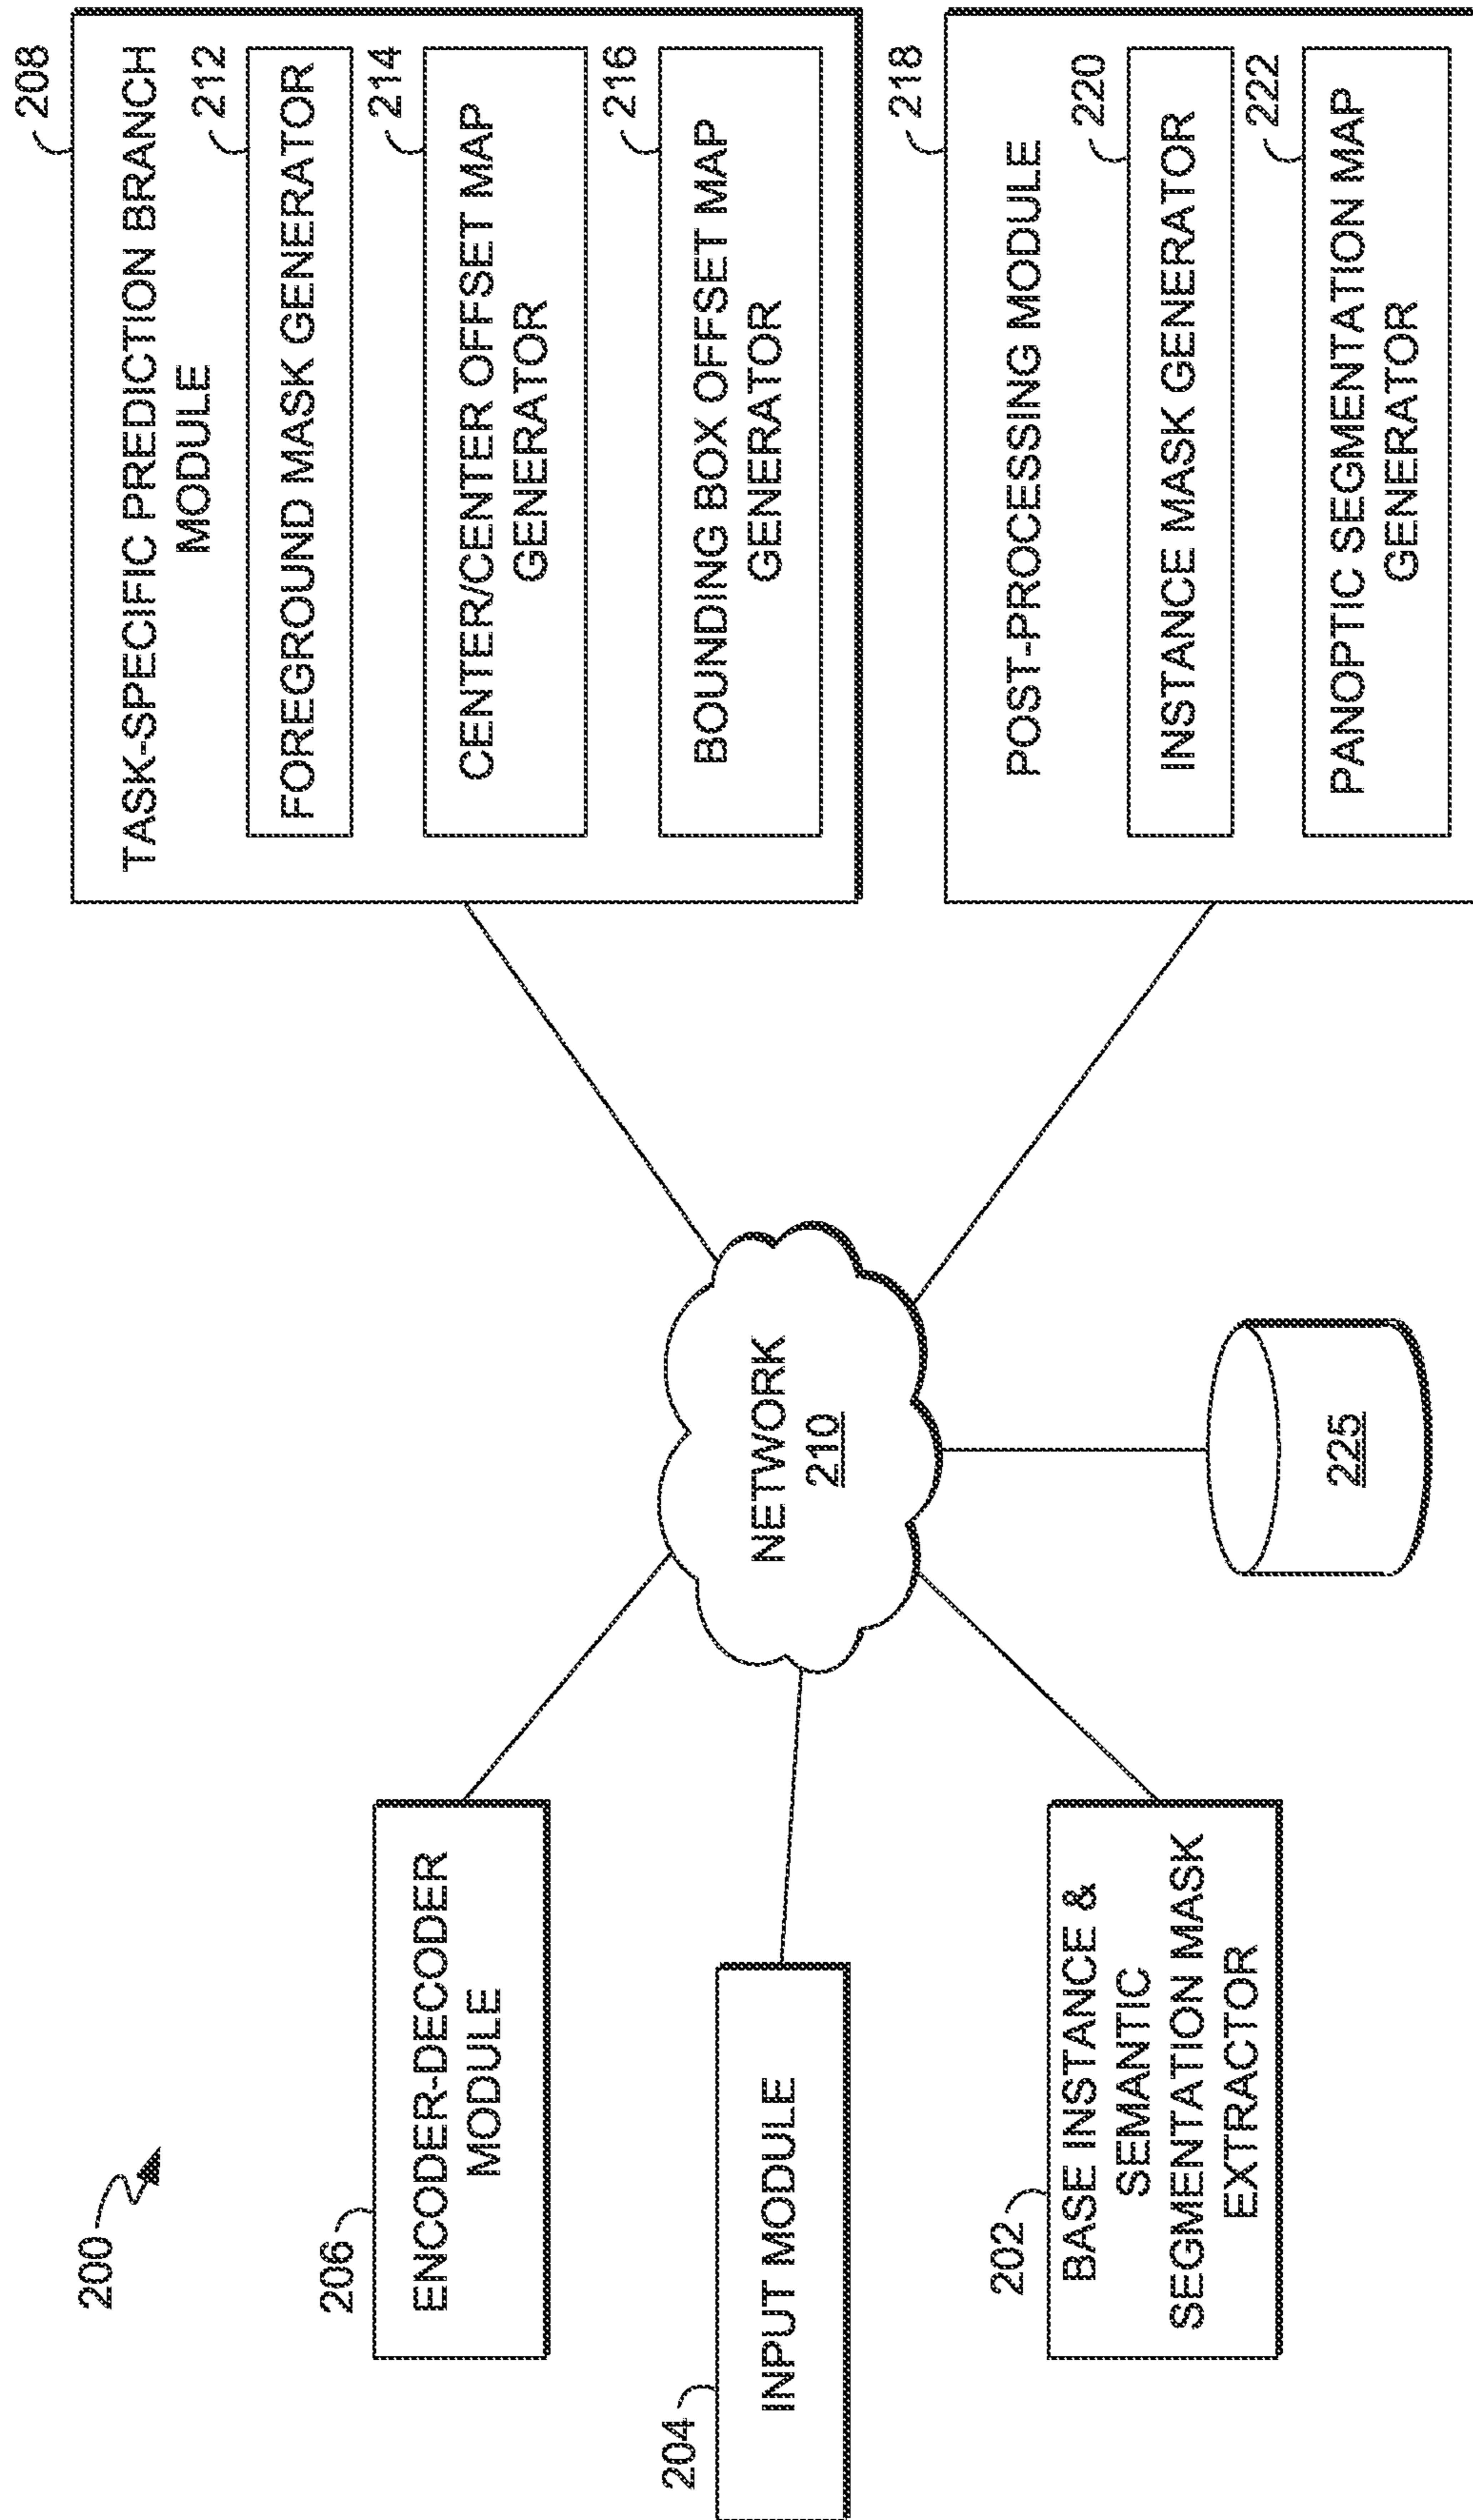 200
206
ENCODER-DECODER
MODULE
204
INPUT MODULE
202
BASE INSTANCE &
SEMANTIC
SEGMENTATION MASK
EXTRACTOR
NETWORK
210
225
208
TASK-SPECIFIC PREDICTION BRANCH
MODULE
212
FOREGROUND MASK GENERATOR
214
CENTER/CENTER OFFSET MAP
GENERATOR
216
BOUNDING BOX OFFSET MAP
GENERATOR
218
POST-PROCESSING MODULE
220
INSTANCE MASK GENERATOR
222
PANOPTIC SEGMENTATION MAP
GENERATOR